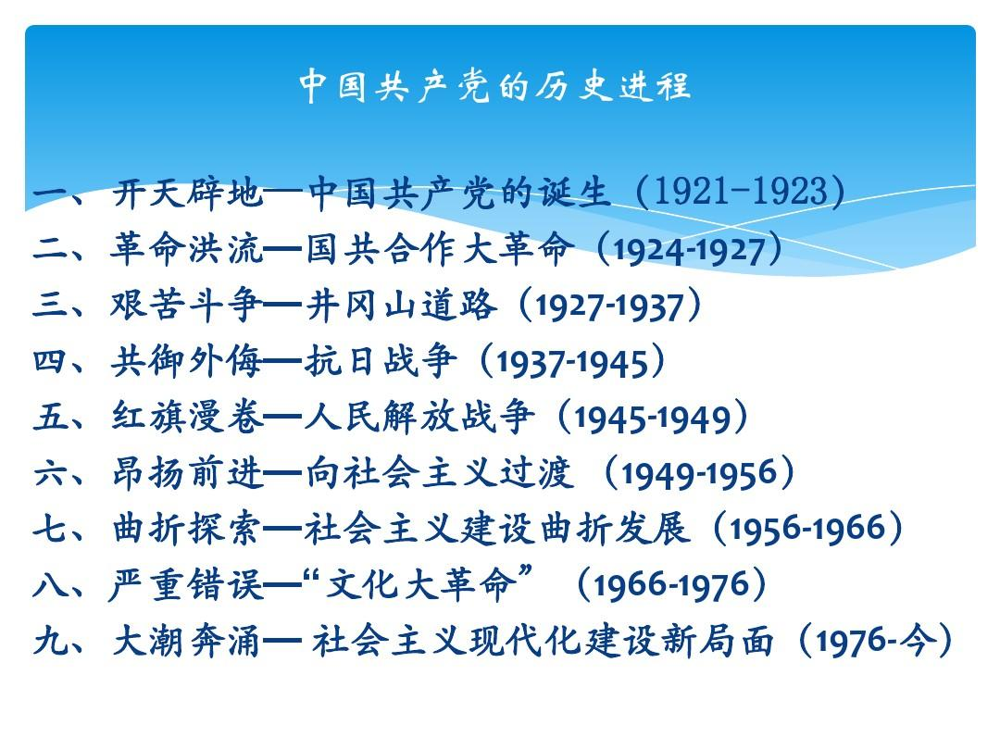 中国共产党的历史进程
一、开天辟地—中国共产党的诞生（1921-1923）
二、革命洪流—国共合作大革命（1924-1927）
三、艰苦斗争—井冈山道路（1927-1937）
四、共御外侮—抗日战争（1937-1945）
五、红旗漫卷—人民解放战争（1945-1949）
六、昂扬前进—向社会主义过渡 （1949-1956）
七、曲折探索—社会主义建设曲折发展（1956-1966）
八、严重错误—“文化大革命” （1966-1976）
九、大潮奔涌— 社会主义现代化建设新局面（1976-今）